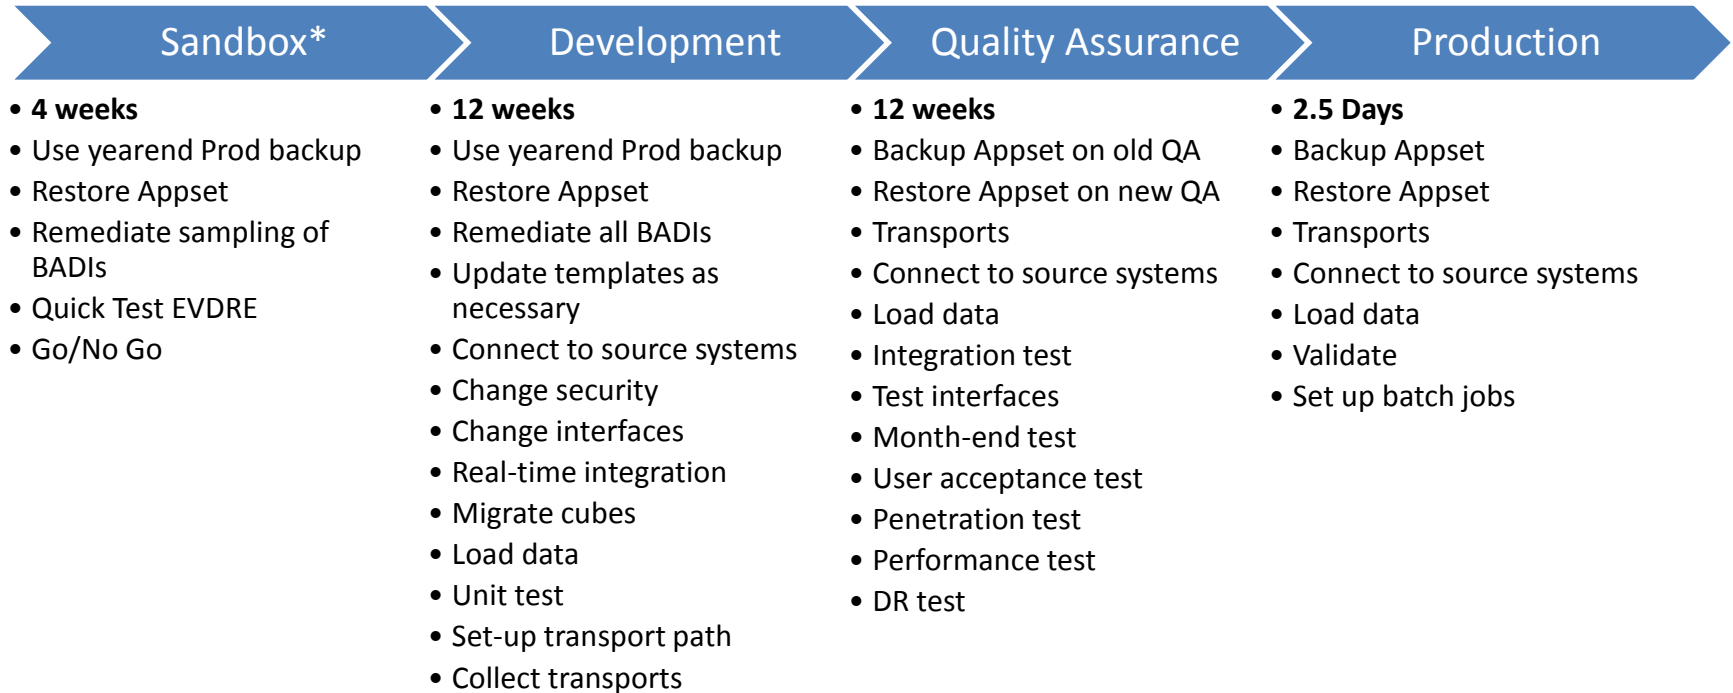 Sandbox*
• 4 weeks
• Use yearend Prod backup
• Restore Appset
• Remediate sampling of
BADIs
• Quick Test EVDRE
• Go/No Go
Development
• 12 weeks
• Use yearend Prod backup
• Restore Appset
• Remediate all BADIs
• Update templates as
necessary
• Connect to source systems
• Change security
• Change interfaces
• Real-time integration
• Migrate cubes
• Load data
• Unit test
• Set-up transport path
• Collect transports
Quality Assurance
• 12 weeks
• Backup Appset on old QA
• Restore Appset on new QA
• Transports
• Connect to source systems
• Load data
• Integration test
• Test interfaces
• Month-end test
• User acceptance test
• Penetration test
• Performance test
• DR test
Production
• 2.5 Days
• Backup Appset
• Restore Appset
• Transports
• Connect to source systems
• Load data
• Validate
• Set up batch jobs